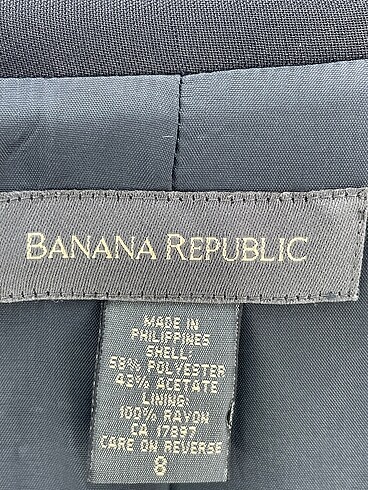 BANANA REPUBLIC
MADE IN
PHILIPPINES
SHELL:
58% POLYESTER
42% ACETATE
LINING:
100% RAYON
CA 17897
CARE ON REVERSE
8